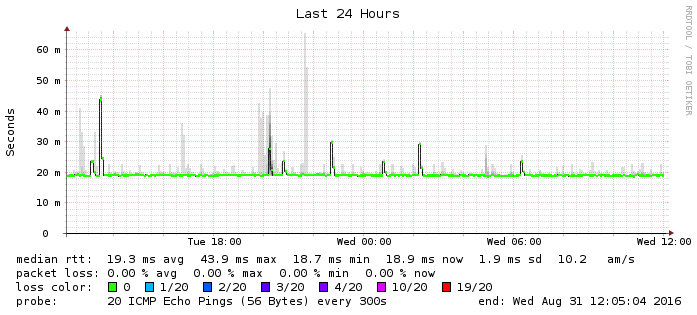 Last 24 Hours
RRDTOOL / TOBI OETIKER
Seconds
60 m
50 m
40 m
30 m
20 m
10 m
0
Tue 18:00 Wed 00:00 Wed 06:00 Wed 12:00
median rtt: 19.3 ms avg 43.9 ms max 18.7 ms min 18.9 ms now 1.9 ms sd 10.2 am/s
packet loss: 0.00 % avg 0.00 % max 0.00 % min 0.00 % now
loss color: 0 1/20 2/20 3/20 4/20 10/20 19/20
probe: 20 ICMP Echo Pings (56 Bytes) every 300s end: Wed Aug 31 12:05:04 2016